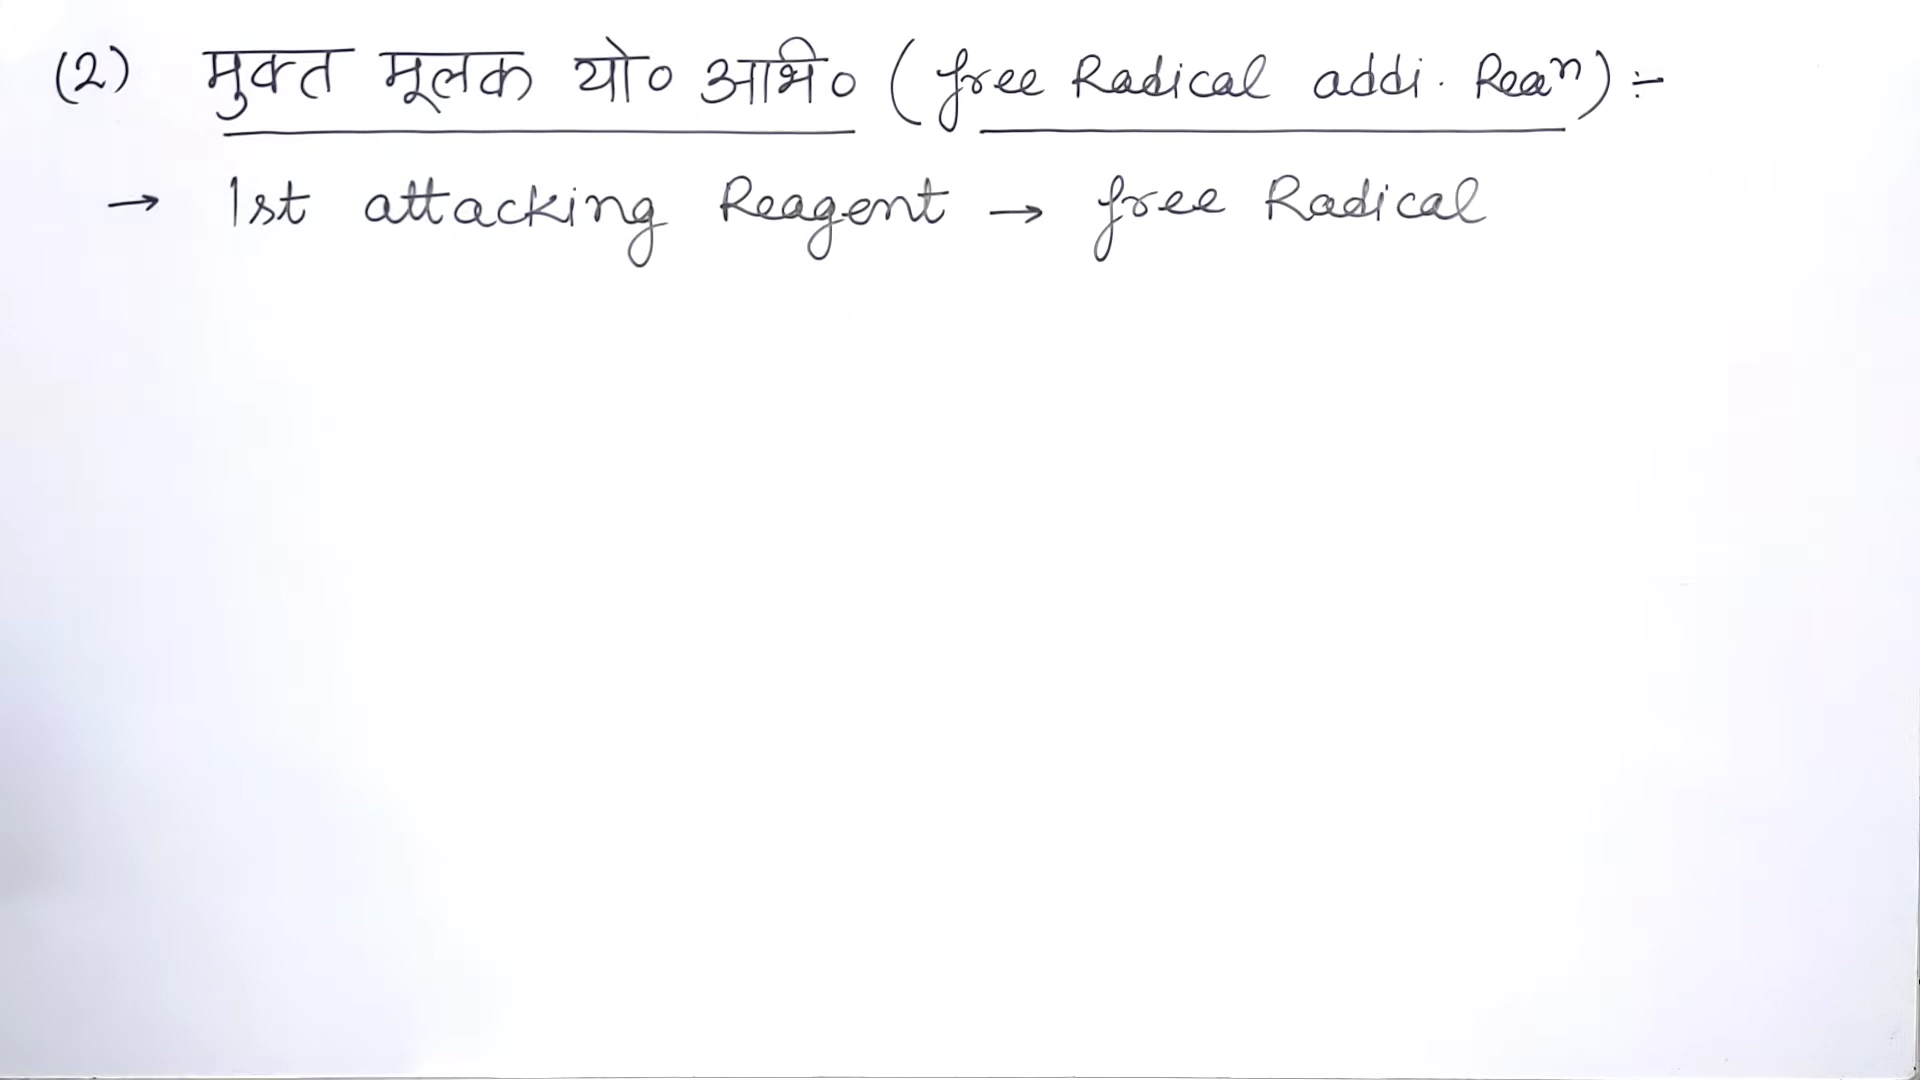 (2) मुक्त मूलक यो० अभि० (free Radical addi. Reaⁿ) :-
→ 1st attacking Reagent → free Radical